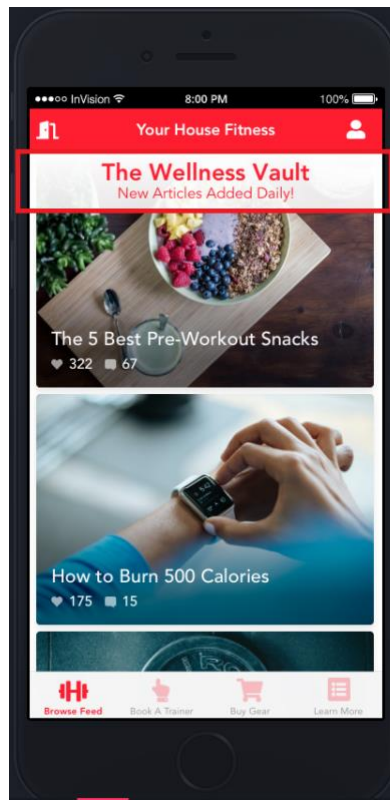 InVision
8:00 PM
100%
Your House Fitness
The Wellness Vault
New Articles Added Daily!
The 5 Best Pre-Workout Snacks
322 67
How to Burn 500 Calories
175 15
Browse Feed Book A Trainer Buy Gear Learn More